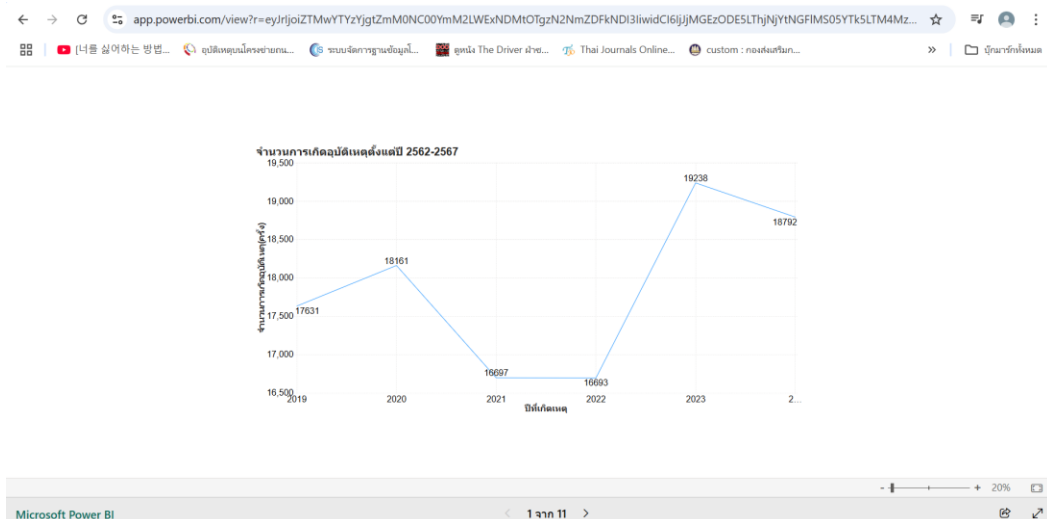 app.powerbi.com/view?r=eyJrIjoiZTMwYTYzYjgtZmM0NC00YmM2LWExNDMtOTgzN2NmZDFkNDI3IiwidCI6IjJjMGEzODE5LThjNjYtNGFlMS05YTk5LTM4Mz...
[너를 싫어하는 방법... อุบัติเหตุบนโครงข่ายถน... ระบบจัดการฐานข้อมูลโ... ดูหนัง The Driver ฝ่าซ... Thai Journals Online... custom : กองส่งเสริมก... » บุ๊กมาร์กทั้งหมด
จำนวนการเกิดอุบัติเหตุตั้งแต่ปี 2562-2567
จำนวนการเกิดอุบัติเหตุ(ครั้ง)
19,500
19,000
18,500
18,000
17,500
17,000
16,500
17631
18161
16697
16693
19238
18792
2019 2020 2021 2022 2023 2...
ปีที่เกิดเหตุ
- + 20%
Microsoft Power BI < 1 จาก 11 >